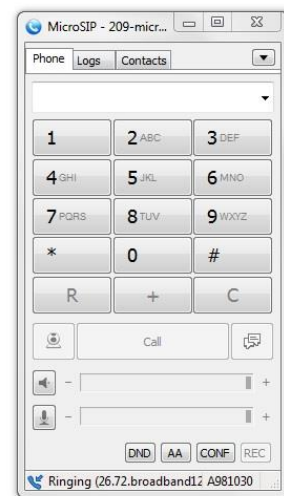 MicroSIP - 209-micr...
Phone Logs Contacts
1 2 ABC 3 DEF
4 GHI 5 JKL 6 MNO
7 PQRS 8 TUV 9 WXYZ
* 0 #
R + C
Call
- +
- +
DND AA CONF REC
Ringing (26.72.broadband12 A981030